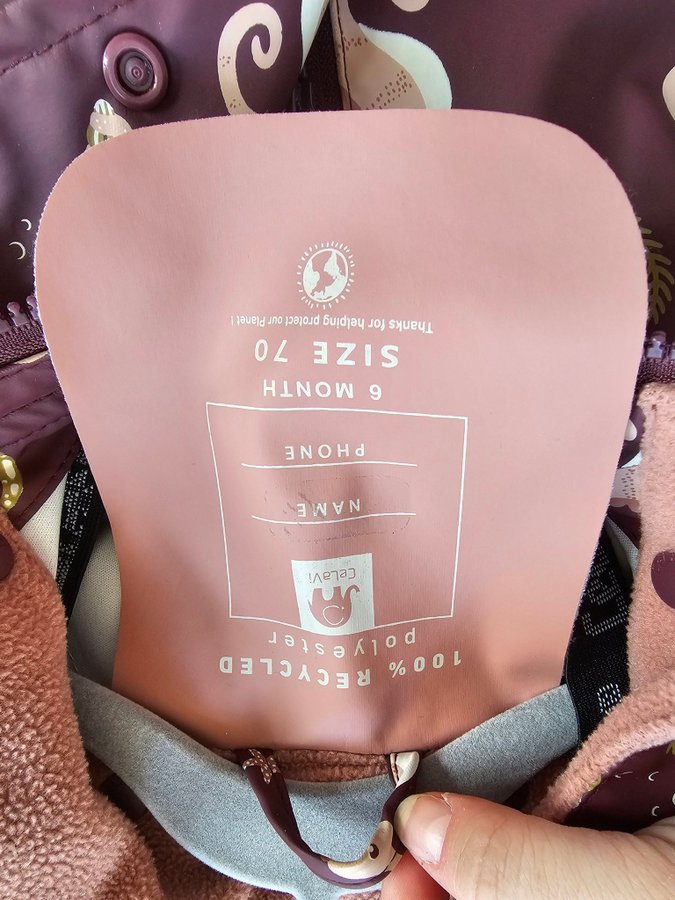 100% RECYCLED
polyester
CeLaVi
NAME
PHONE
6 MONTH
SIZE 70
Thanks for helping protect our Planet !